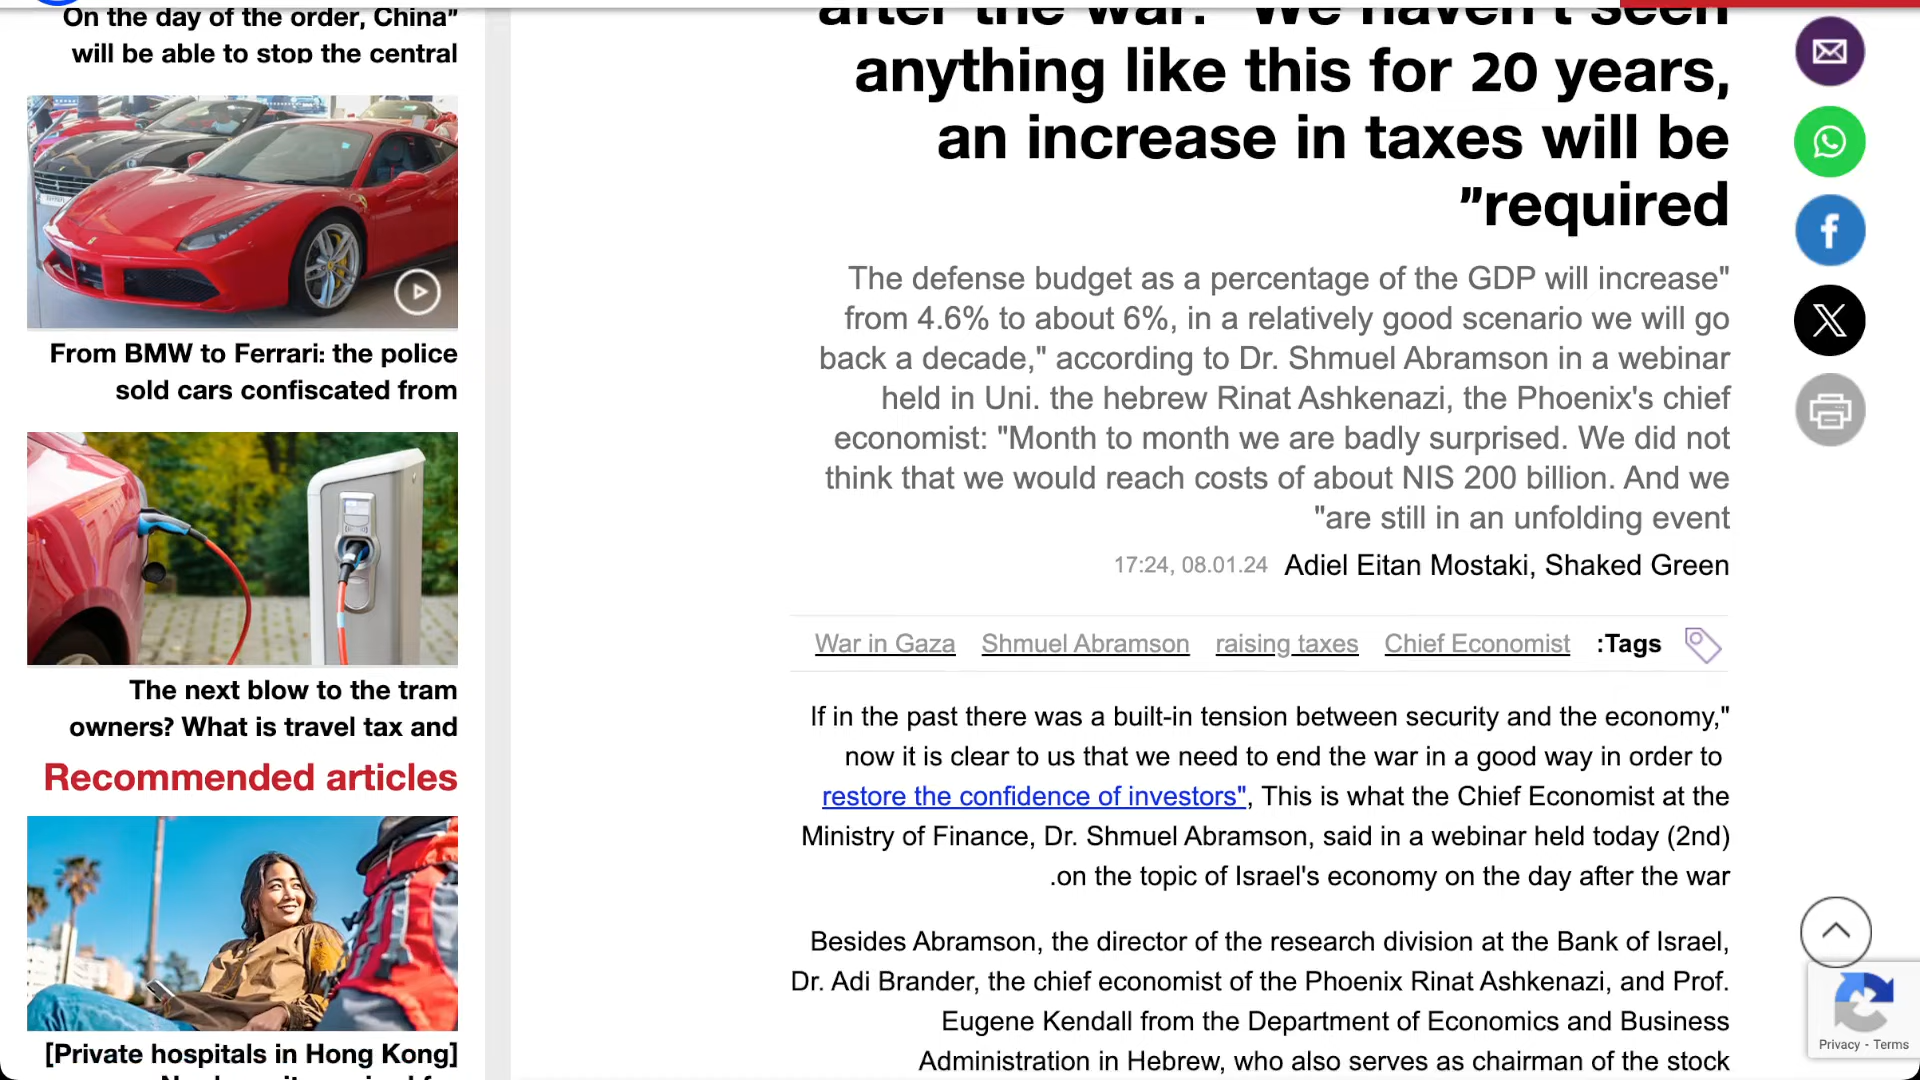 On the day of the order, China"
will be able to stop the central
From BMW to Ferrari: the police
sold cars confiscated from
The next blow to the tram
owners? What is travel tax and
Recommended articles
[Private hospitals in Hong Kong]
after the war: "We haven't seen
anything like this for 20 years,
an increase in taxes will be
"required
The defense budget as a percentage of the GDP will increase"
from 4.6% to about 6%, in a relatively good scenario we will go
back a decade," according to Dr. Shmuel Abramson in a webinar
held in Uni. the hebrew Rinat Ashkenazi, the Phoenix's chief
economist: "Month to month we are badly surprised. We did not
think that we would reach costs of about NIS 200 billion. And we
"are still in an unfolding event
17:24, 08.01.24 Adiel Eitan Mostaki, Shaked Green
War in Gaza Shmuel Abramson raising taxes Chief Economist :Tags
If in the past there was a built-in tension between security and the economy,"
now it is clear to us that we need to end the war in a good way in order to
restore the confidence of investors", This is what the Chief Economist at the
Ministry of Finance, Dr. Shmuel Abramson, said in a webinar held today (2nd)
.on the topic of Israel's economy on the day after the war
Besides Abramson, the director of the research division at the Bank of Israel,
Dr. Adi Brander, the chief economist of the Phoenix Rinat Ashkenazi, and Prof.
Eugene Kendall from the Department of Economics and Business
Administration in Hebrew, who also serves as chairman of the stock
Privacy - Terms